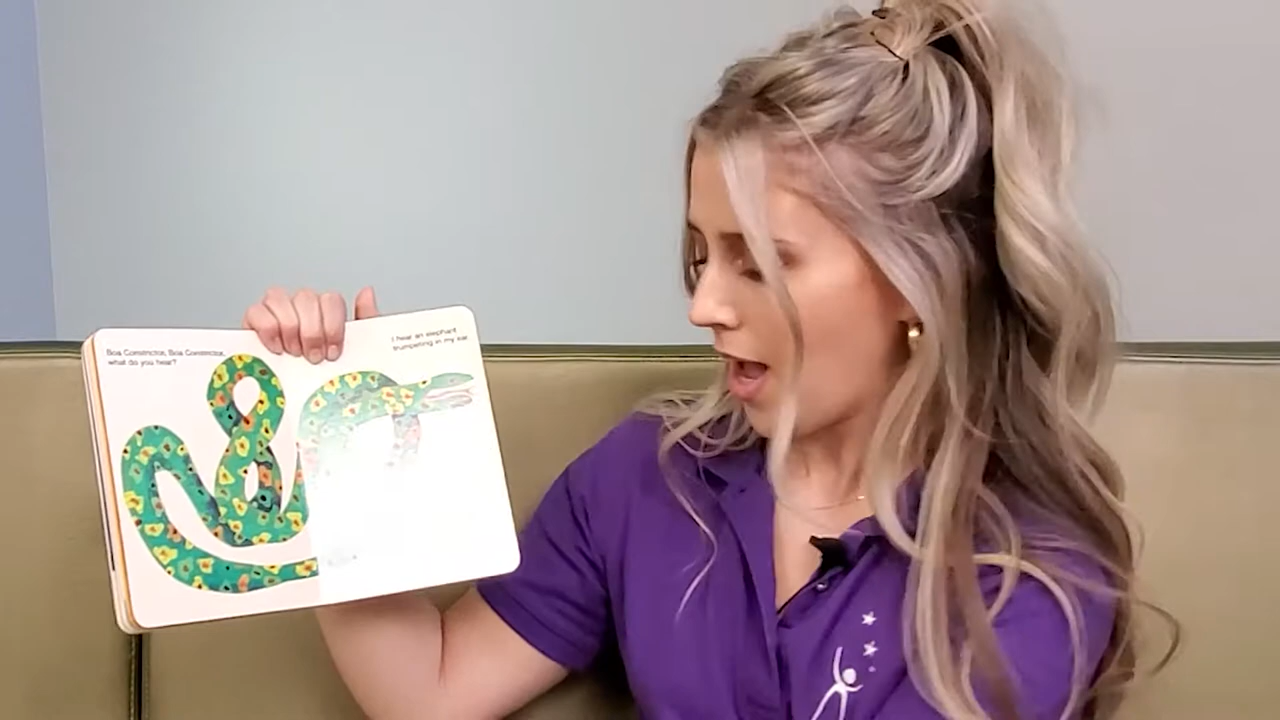 Boa Constrictor, Boa Constrictor,
what do you hear?
I hear an elephant
trumpeting in my ear.